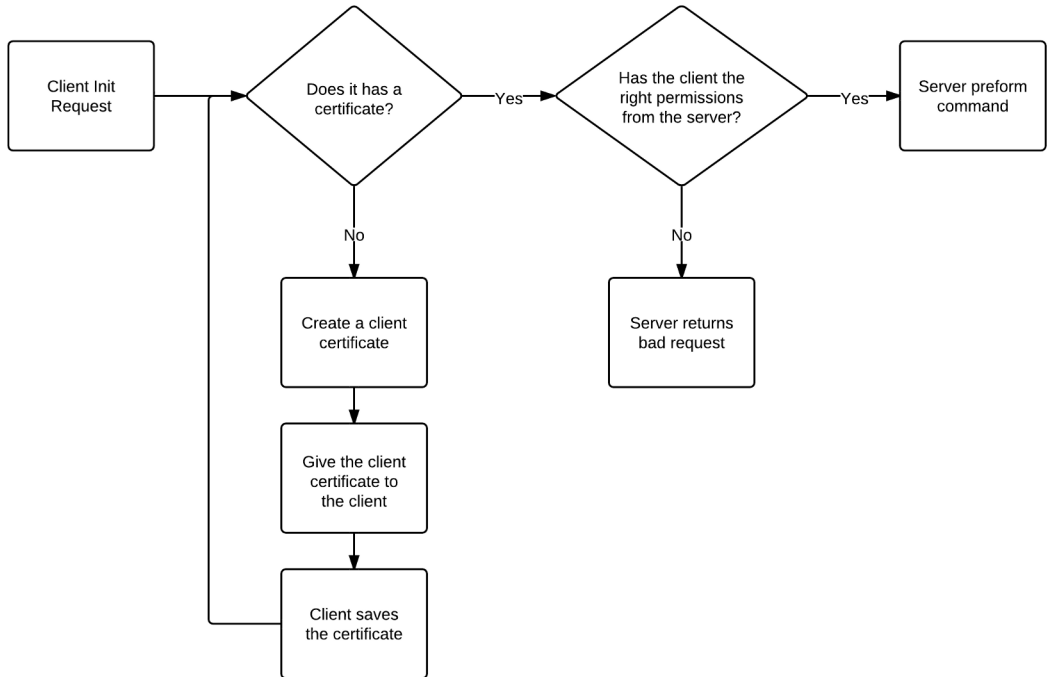 Client Init
Request
Does it has a
certificate?
Yes
Has the client the
right permissions
from the server?
Yes
Server preform
command
No
No
Create a client
certificate
Server returns
bad request
Give the client
certificate to
the client
Client saves
the certificate